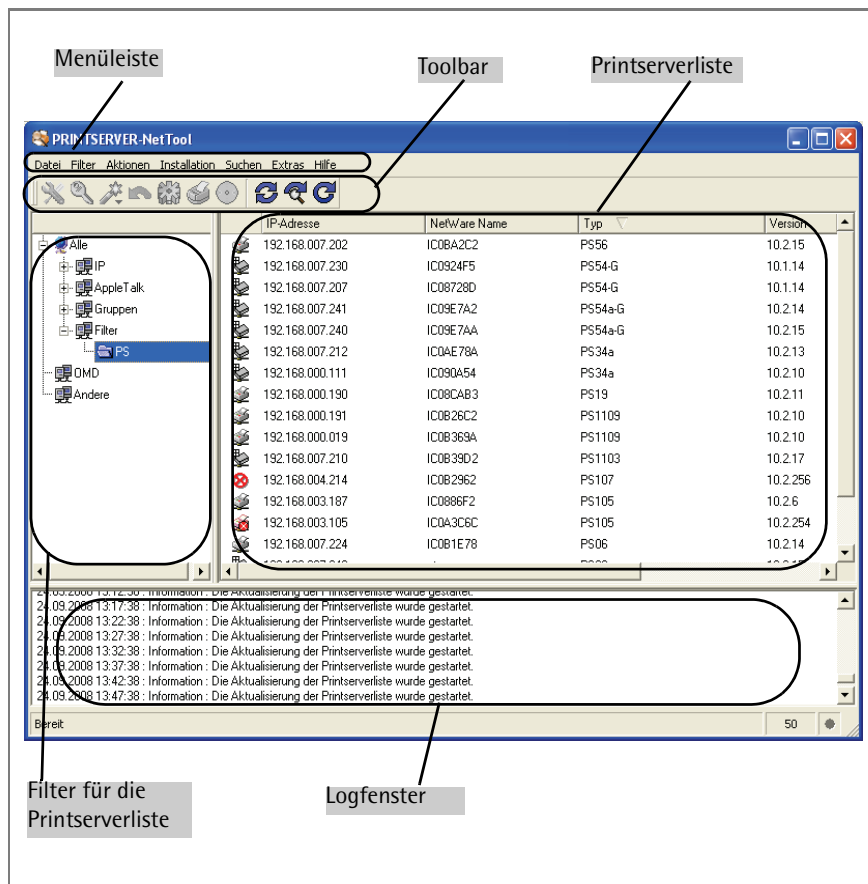 Menüleiste
Toolbar
Printserverliste
PRINTSERVER-NetTool
Datei Filter Aktionen Installation Suchen Extras Hilfe
IP-Adresse NetWare Name Typ Version
Alle
IP
AppleTalk
Gruppen
Filter
PS
OMD
Andere
192.168.007.202 IC0BA2C2 PS56 10.2.15
192.168.007.230 IC0924F5 PS54-G 10.1.14
192.168.007.207 IC08728D PS54-G 10.1.14
192.168.007.241 IC09E7A2 PS54a-G 10.2.14
192.168.007.240 IC09E7AA PS54a-G 10.2.15
192.168.007.212 IC0AE78A PS34a 10.2.13
192.168.000.111 IC090A54 PS34a 10.2.10
192.168.000.190 IC08CAB3 PS19 10.2.11
192.168.000.191 IC0B26C2 PS1109 10.2.10
192.168.000.019 IC0B369A PS1109 10.2.10
192.168.007.210 IC0B39D2 PS1103 10.2.17
192.168.004.214 IC0B2962 PS107 10.2.256
192.168.003.187 IC0886F2 PS105 10.2.6
192.168.003.105 IC0A3C6C PS105 10.2.254
192.168.007.224 IC0B1E78 PS06 10.2.14
13:12:38 : Information : Die Aktualisierung der Printserverliste wurde gestartet.
24.09.2008 13:17:38 : Information : Die Aktualisierung der Printserverliste wurde gestartet.
24.09.2008 13:22:38 : Information : Die Aktualisierung der Printserverliste wurde gestartet.
24.09.2008 13:27:38 : Information : Die Aktualisierung der Printserverliste wurde gestartet.
24.09.2008 13:32:38 : Information : Die Aktualisierung der Printserverliste wurde gestartet.
24.09.2008 13:37:38 : Information : Die Aktualisierung der Printserverliste wurde gestartet.
24.09.2008 13:42:38 : Information : Die Aktualisierung der Printserverliste wurde gestartet.
24.09.2008 13:47:38 : Information : Die Aktualisierung der Printserverliste wurde gestartet.
Bereit 50
Filter für die
Printserverliste
Logfenster